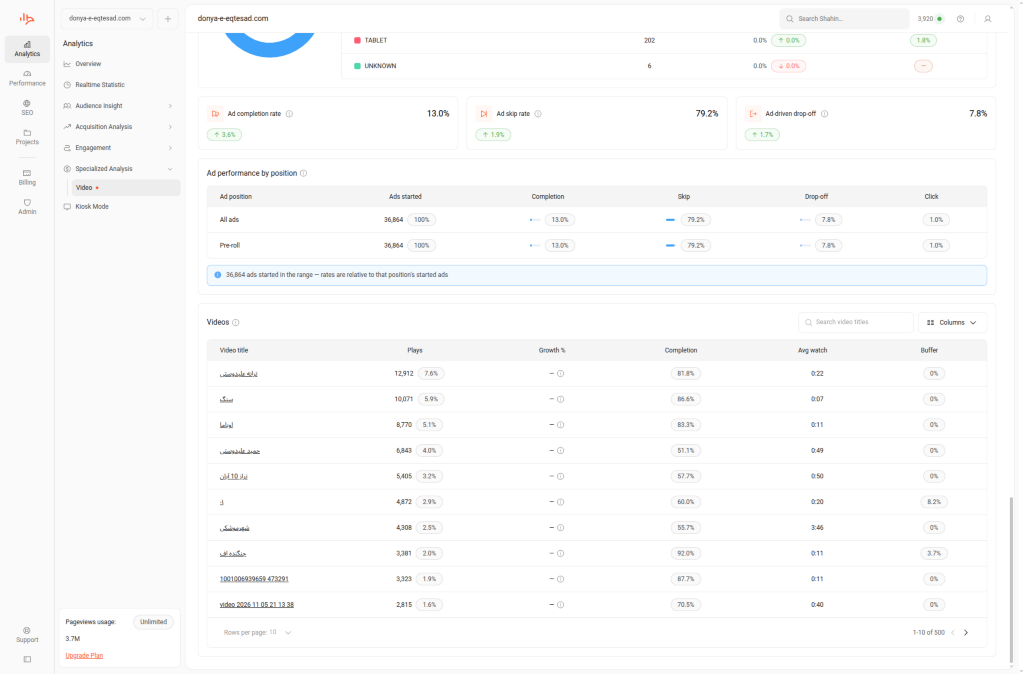 donya-e-eqtesad.com
donya-e-eqtesad.com
Search Shahin...
3,920
Analytics
Performance
SEO
Projects
Billing
Admin
Support
Analytics
Overview
Realtime Statistic
Audience Insight
Acquisition Analysis
Engagement
Specialized Analysis
Video
Kiosk Mode
Pageviews usage: Unlimited
3.7M
Upgrade Plan
TABLET 202 0.0% ↑ 0.0% 1.8%
UNKNOWN 6 0.0% ↓ 0.0% –
Ad completion rate 13.0%
↑ 3.6%
Ad skip rate 79.2%
↑ 1.9%
Ad-driven drop-off 7.8%
↑ 1.7%
Ad performance by position
Ad position Ads started Completion Skip Drop-off Click
All ads 36,864 100% 13.0% 79.2% 7.8% 1.0%
Pre-roll 36,864 100% 13.0% 79.2% 7.8% 1.0%
36,864 ads started in the range — rates are relative to that position's started ads
Videos
Search video titles
Columns
Video title Plays Growth % Completion Avg watch Buffer
ترانه علیدوستی 12,912 7.6% – 81.8% 0:22 0%
سنگ 10,071 5.9% – 86.6% 0:07 0%
اوباما 8,770 5.1% – 83.3% 0:11 0%
حمید علیدوستی 6,843 4.0% – 51.1% 0:49 0%
تراز 10 آبان 5,405 3.2% – 57.7% 0:50 0%
4,872 2.9% – 60.0% 0:20 8.2%
شهرموشکی 4,308 2.5% – 55.7% 3:46 0%
جنگنده اف 3,381 2.0% – 92.0% 0:11 3.7%
1001006939659 473291 3,323 1.9% – 87.7% 0:11 0%
video 2026 11 05 21 13 38 2,815 1.6% – 70.5% 0:40 0%
Rows per page: 10
1-10 of 500